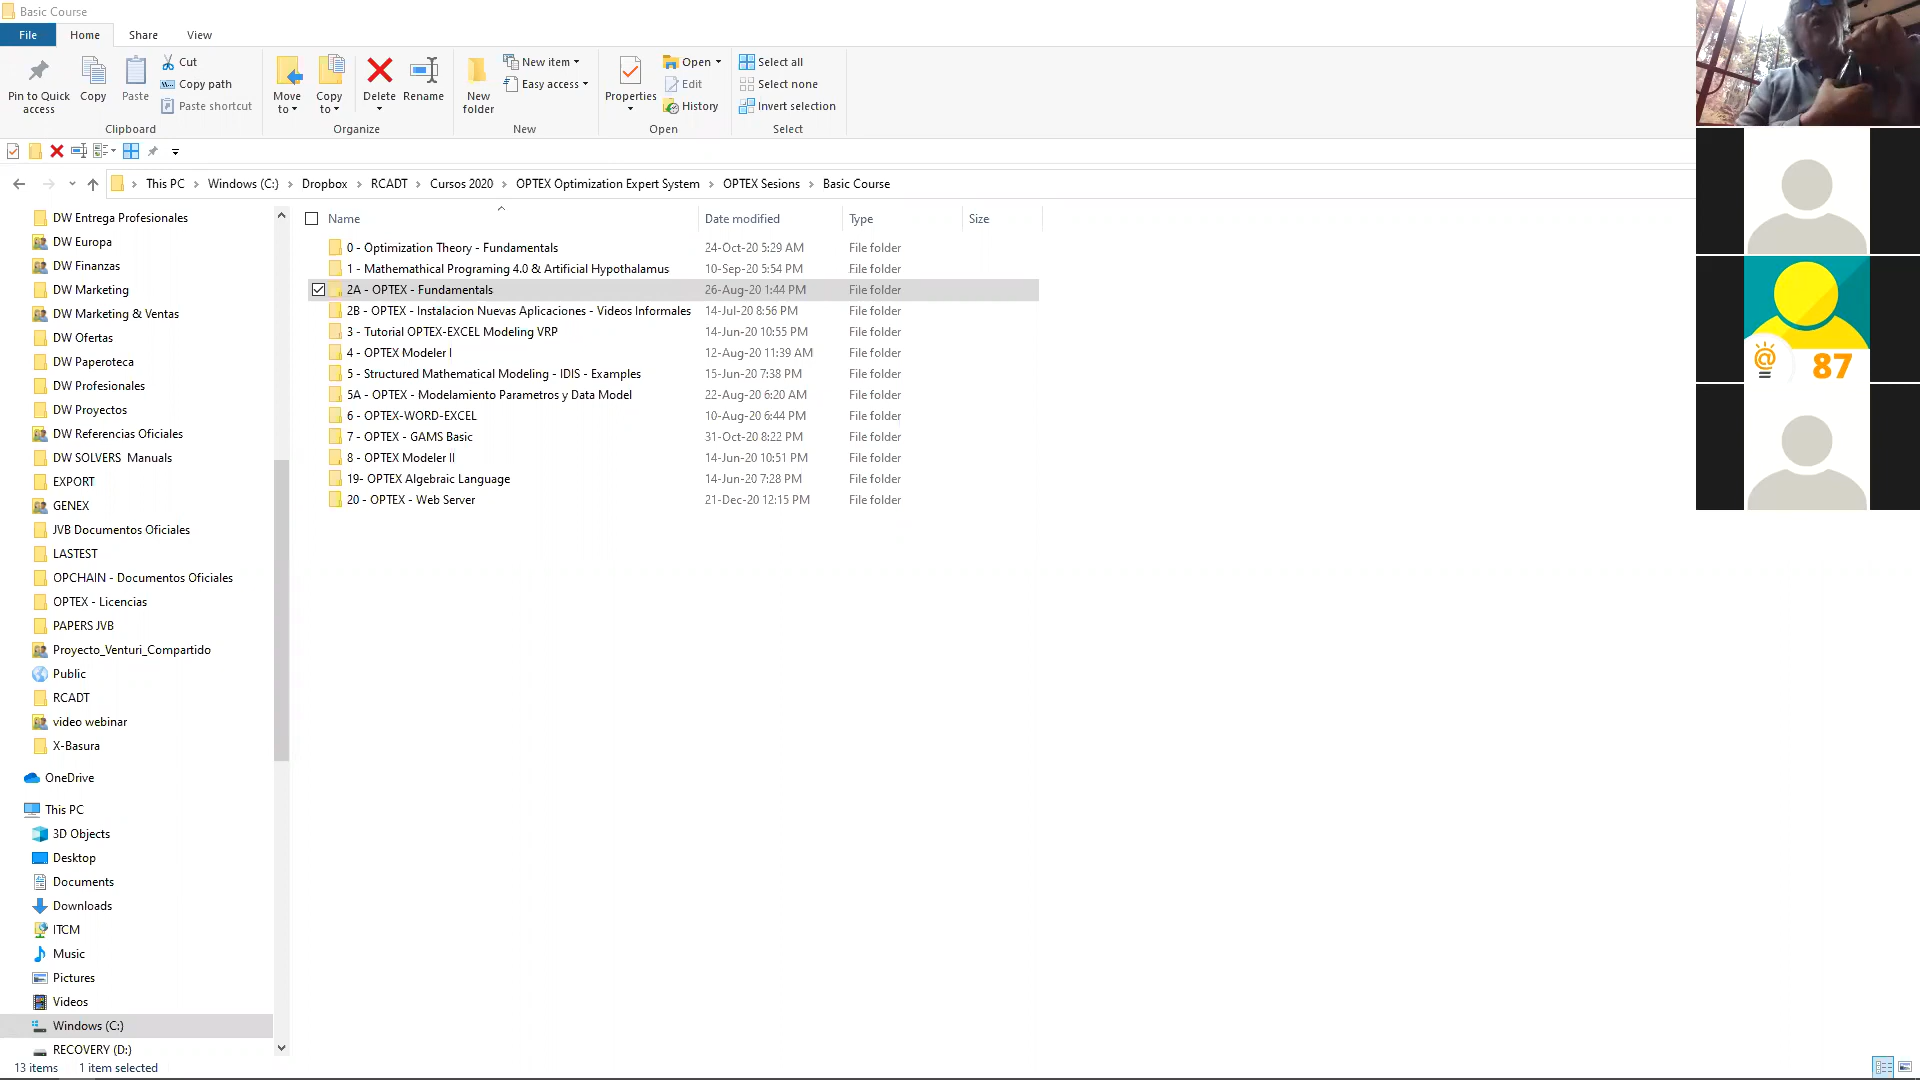 Basic Course
File Home Share View
Pin to Quick access
Copy
Paste
Cut
Copy path
Paste shortcut
Clipboard
Move to
Copy to
Delete
Rename
Organize
New folder
New item
Easy access
New
Properties
Open
Edit
History
Open
Select all
Select none
Invert selection
Select
This PC > Windows (C:) > Dropbox > RCADT > Cursos 2020 > OPTEX Optimization Expert System > OPTEX Sesions > Basic Course
DW Entrega Profesionales
DW Europa
DW Finanzas
DW Marketing
DW Marketing & Ventas
DW Ofertas
DW Paperoteca
DW Profesionales
DW Proyectos
DW Referencias Oficiales
DW SOLVERS Manuals
EXPORT
GENEX
JVB Documentos Oficiales
LASTEST
OPCHAIN - Documentos Oficiales
OPTEX - Licencias
PAPERS JVB
Proyecto_Venturi_Compartido
Public
RCADT
video webinar
X-Basura
OneDrive
This PC
3D Objects
Desktop
Documents
Downloads
ITCM
Music
Pictures
Videos
Windows (C:)
RECOVERY (D:)
Name Date modified Type Size
0 - Optimization Theory - Fundamentals 24-Oct-20 5:29 AM File folder
1 - Mathemathical Programing 4.0 & Artificial Hypothalamus 10-Sep-20 5:54 PM File folder
2A - OPTEX - Fundamentals 26-Aug-20 1:44 PM File folder
2B - OPTEX - Instalacion Nuevas Aplicaciones - Videos Informales 14-Jul-20 8:56 PM File folder
3 - Tutorial OPTEX-EXCEL Modeling VRP 14-Jun-20 10:55 PM File folder
4 - OPTEX Modeler I 12-Aug-20 11:39 AM File folder
5 - Structured Mathematical Modeling - IDIS - Examples 15-Jun-20 7:38 PM File folder
5A - OPTEX - Modelamiento Parametros y Data Model 22-Aug-20 6:20 AM File folder
6 - OPTEX-WORD-EXCEL 10-Aug-20 6:44 PM File folder
7 - OPTEX - GAMS Basic 31-Oct-20 8:22 PM File folder
8 - OPTEX Modeler II 14-Jun-20 10:51 PM File folder
19- OPTEX Algebraic Language 14-Jun-20 7:28 PM File folder
20 - OPTEX - Web Server 21-Dec-20 12:15 PM File folder
@ 87
13 items 1 item selected